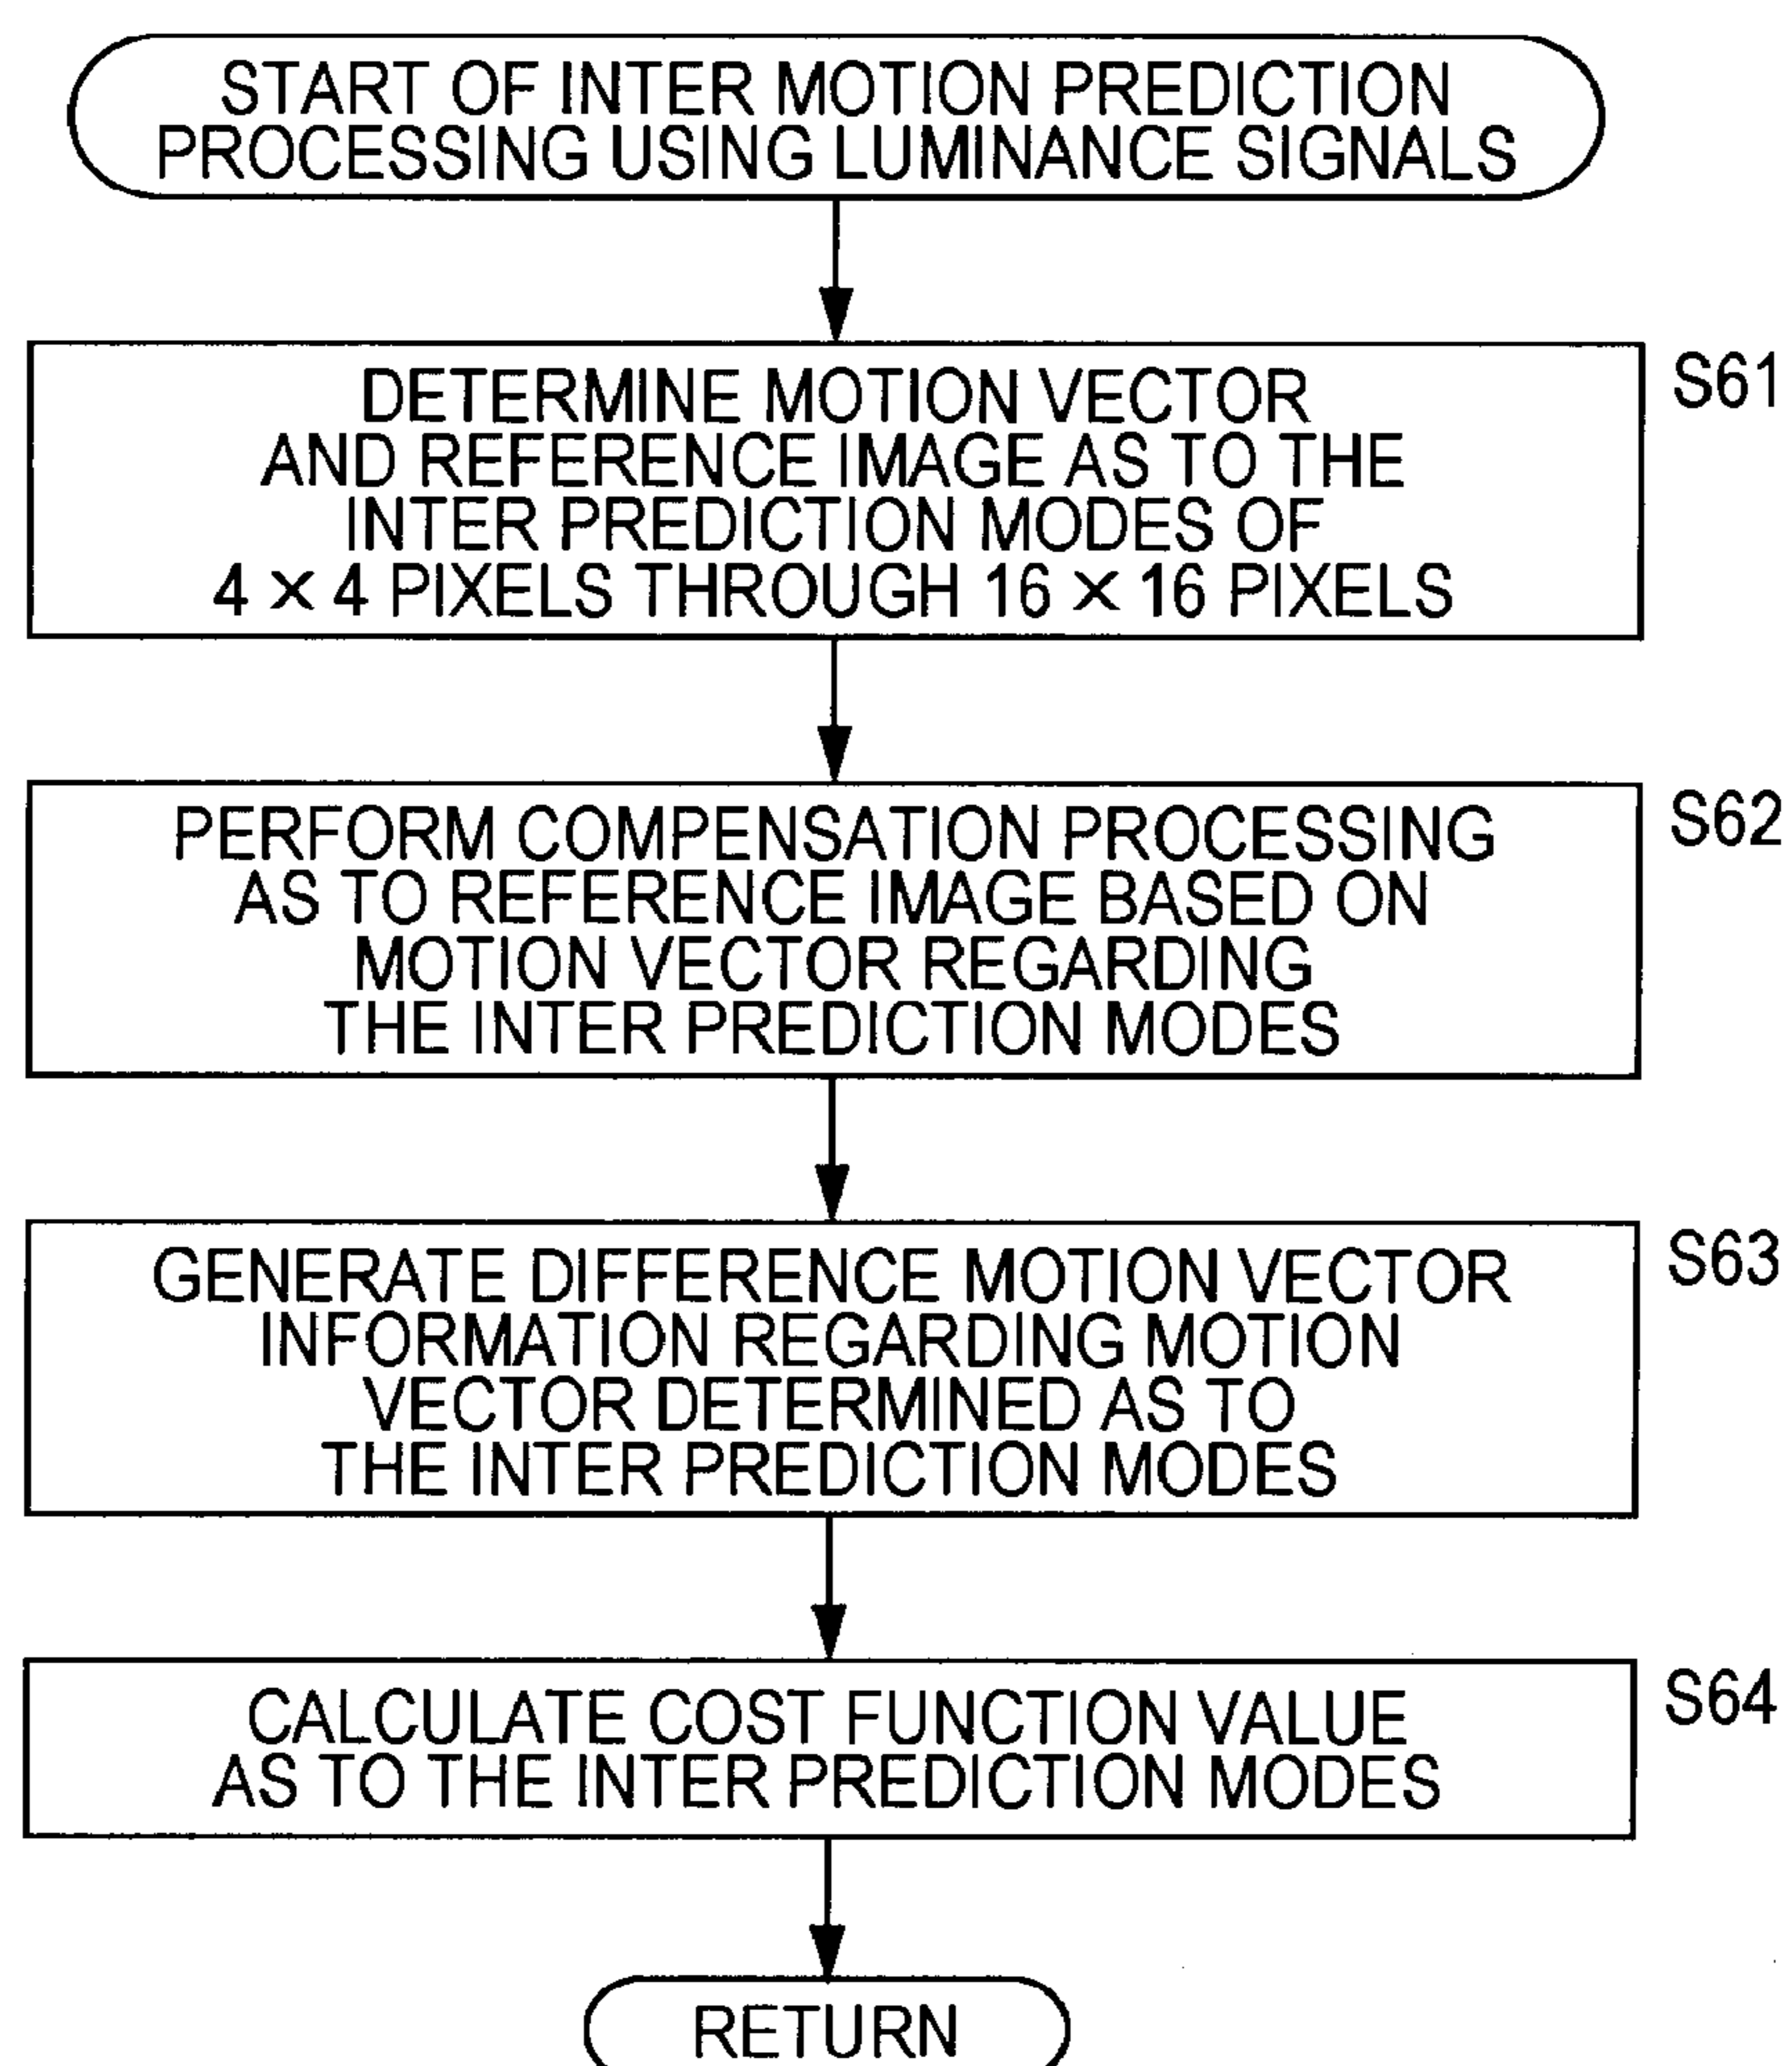 START OF INTER MOTION PREDICTION
PROCESSING USING LUMINANCE SIGNALS
DETERMINE MOTION VECTOR
AND REFERENCE IMAGE AS TO THE
INTER PREDICTION MODES OF
4 × 4 PIXELS THROUGH 16 × 16 PIXELS
S61
PERFORM COMPENSATION PROCESSING
AS TO REFERENCE IMAGE BASED ON
MOTION VECTOR REGARDING
THE INTER PREDICTION MODES
S62
GENERATE DIFFERENCE MOTION VECTOR
INFORMATION REGARDING MOTION
VECTOR DETERMINED AS TO
THE INTER PREDICTION MODES
S63
CALCULATE COST FUNCTION VALUE
AS TO THE INTER PREDICTION MODES
S64
RETURN